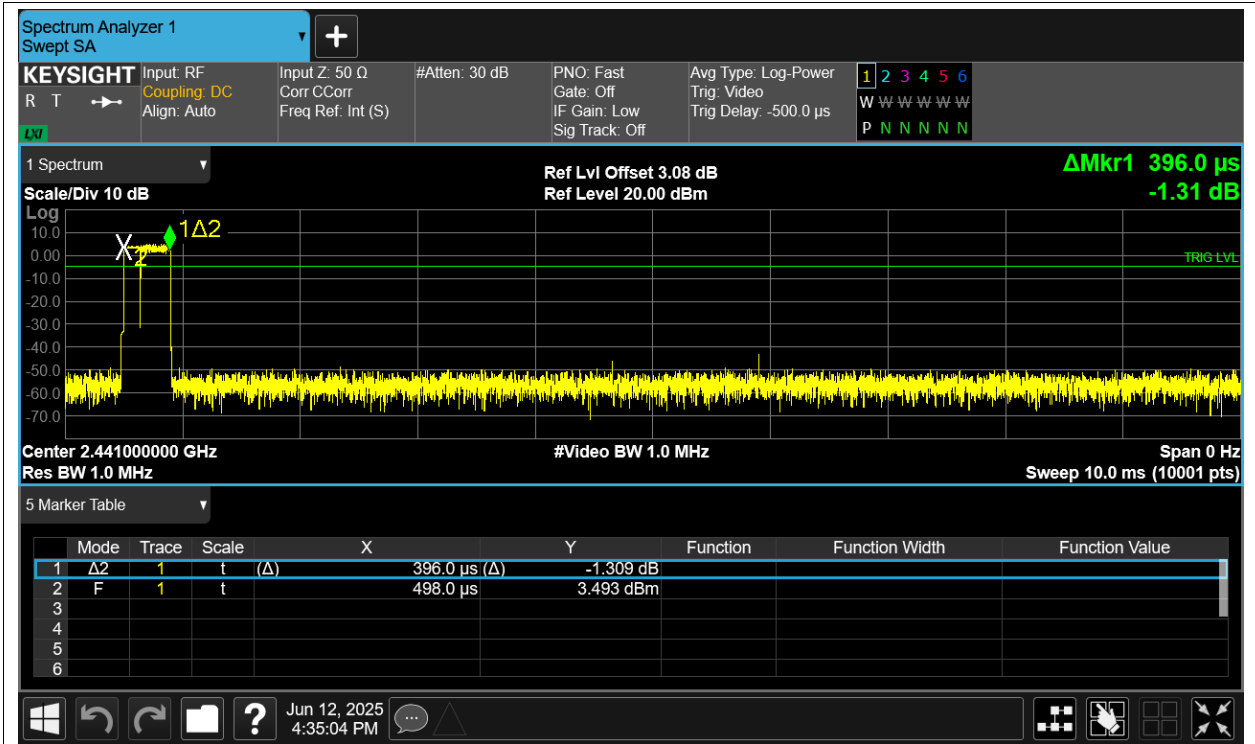 Spectrum Analyzer 1
Swept SA
KEYSIGHT
R T
LXI
Input: RF
Coupling: DC
Align: Auto
Input Z: 50 Ω
Corr CCorr
Freq Ref: Int (S)
#Atten: 30 dB
PNO: Fast
Gate: Off
IF Gain: Low
Sig Track: Off
Avg Type: Log-Power
Trig: Video
Trig Delay: -500.0 µs
1 2 3 4 5 6
W W W W W W
P N N N N N
1 Spectrum
Scale/Div 10 dB
Ref Lvl Offset 3.08 dB
Ref Level 20.00 dBm
ΔMkr1 396.0 µs
-1.31 dB
Log
10.0
0.00
-10.0
-20.0
-30.0
-40.0
-50.0
-60.0
-70.0
1Δ2
X
2
TRIG LVL
Center 2.441000000 GHz
#Video BW 1.0 MHz
Span 0 Hz
Res BW 1.0 MHz
Sweep 10.0 ms (10001 pts)
5 Marker Table
Mode Trace Scale X Y Function Function Width Function Value
1 Δ2 1 t (Δ) 396.0 µs (Δ) -1.309 dB
2 F 1 t 498.0 µs 3.493 dBm
3
4
5
6
?
Jun 12, 2025
4:35:04 PM